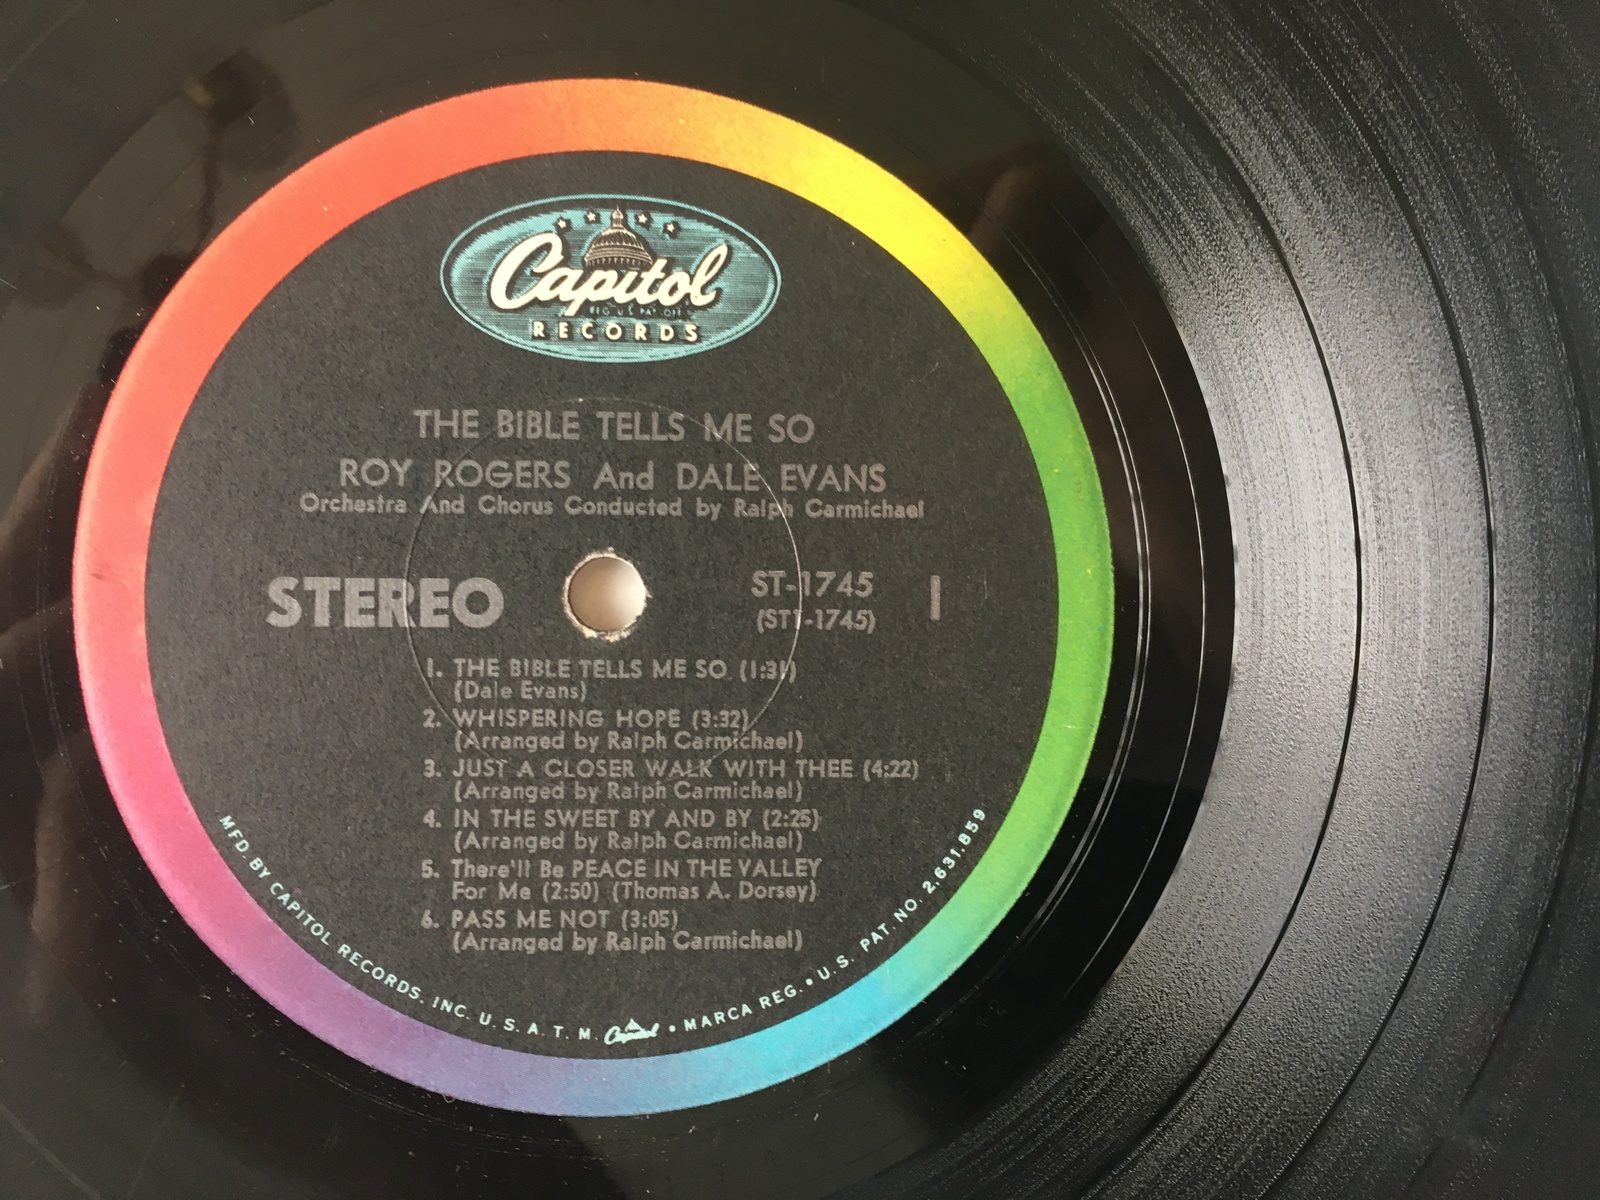 Capitol
REG. U.S. PAT. OFF.
RECORDS
THE BIBLE TELLS ME SO
ROY ROGERS And DALE EVANS
Orchestra And Chorus Conducted by Ralph Carmichael
STEREO
ST-1745
(ST1-1745)
1
1. THE BIBLE TELLS ME SO (1:31)
(Dale Evans)
2. WHISPERING HOPE (3:32)
(Arranged by Ralph Carmichael)
3. JUST A CLOSER WALK WITH THEE (4:22)
(Arranged by Ralph Carmichael)
4. IN THE SWEET BY AND BY (2:25)
(Arranged by Ralph Carmichael)
5. There'll Be PEACE IN THE VALLEY
For Me (2:50) (Thomas A. Dorsey)
6. PASS ME NOT (3:05)
(Arranged by Ralph Carmichael)
MFD. BY CAPITOL RECORDS, INC. U. S. A. T. M. Capitol • MARCA REG. • U.S. PAT. NO. 2,631,859